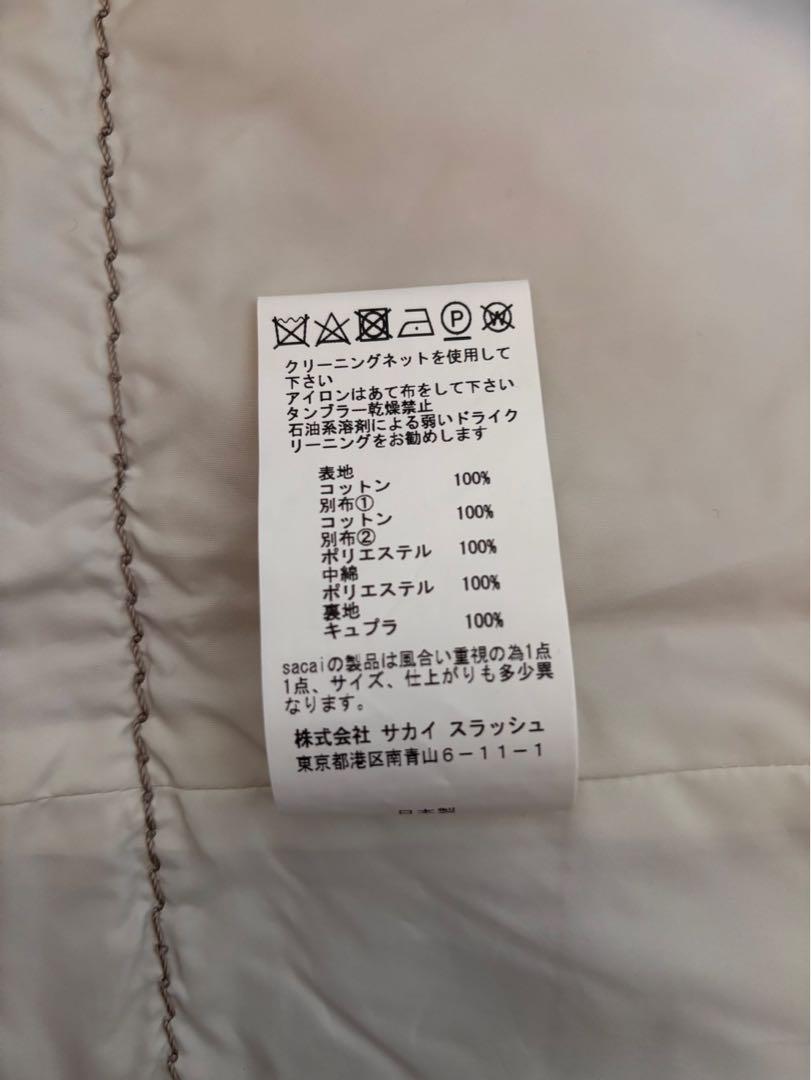 P W
クリーニングネットを使用して
下さい
アイロンはあて布をして下さい
タンブラー乾燥禁止
石油系溶剤による弱いドライク
リーニングをお勧めします
表地
コットン 100%
別布①
コットン 100%
別布②
ポリエステル 100%
中綿
ポリエステル 100%
裏地
キュプラ 100%
sacaiの製品は風合い重視の為1点
1点、サイズ、仕上がりも多少異
なります。
株式会社 サカイ スラッシュ
東京都港区南青山6-11-1
日本製